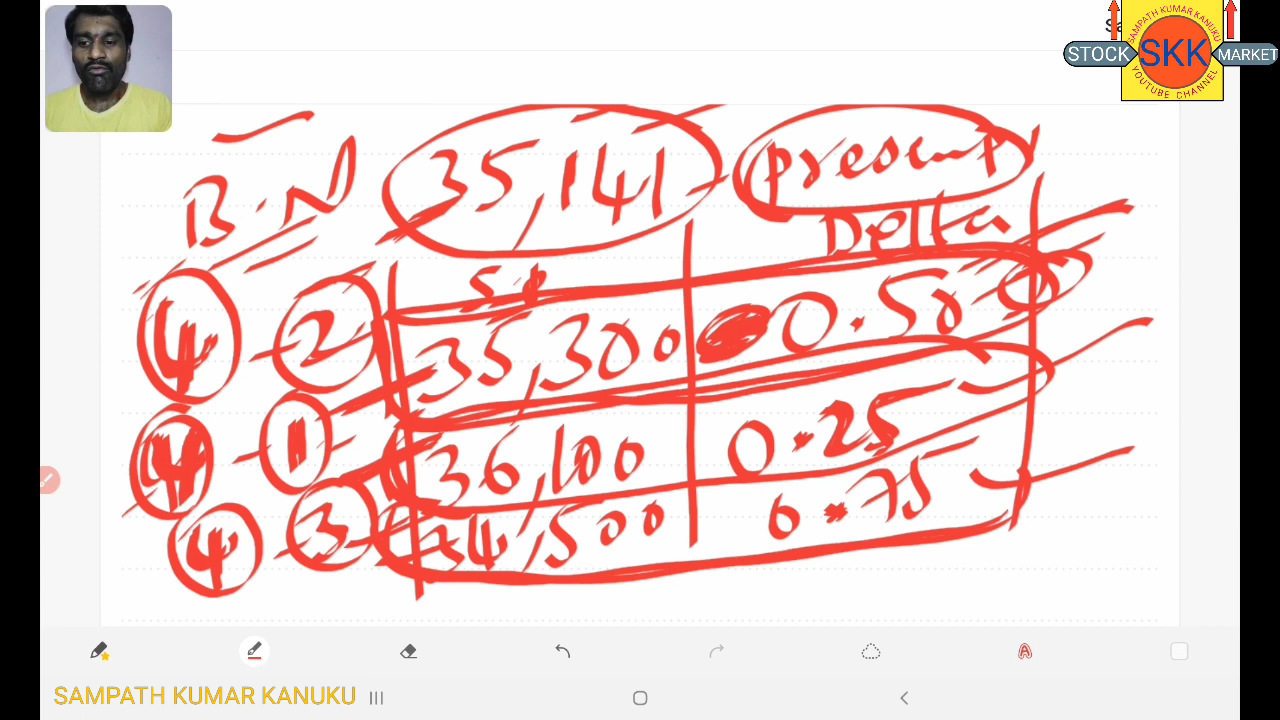 SAMPATH KUMAR KANUKU
STOCK SKK MARKET
YOUTUBE CHANNEL
B.N 35,141 present
Delta
4 2 35,300 0.50
4 1 36,100 0.25
4 3 34,500 0.75
SAMPATH KUMAR KANUKU